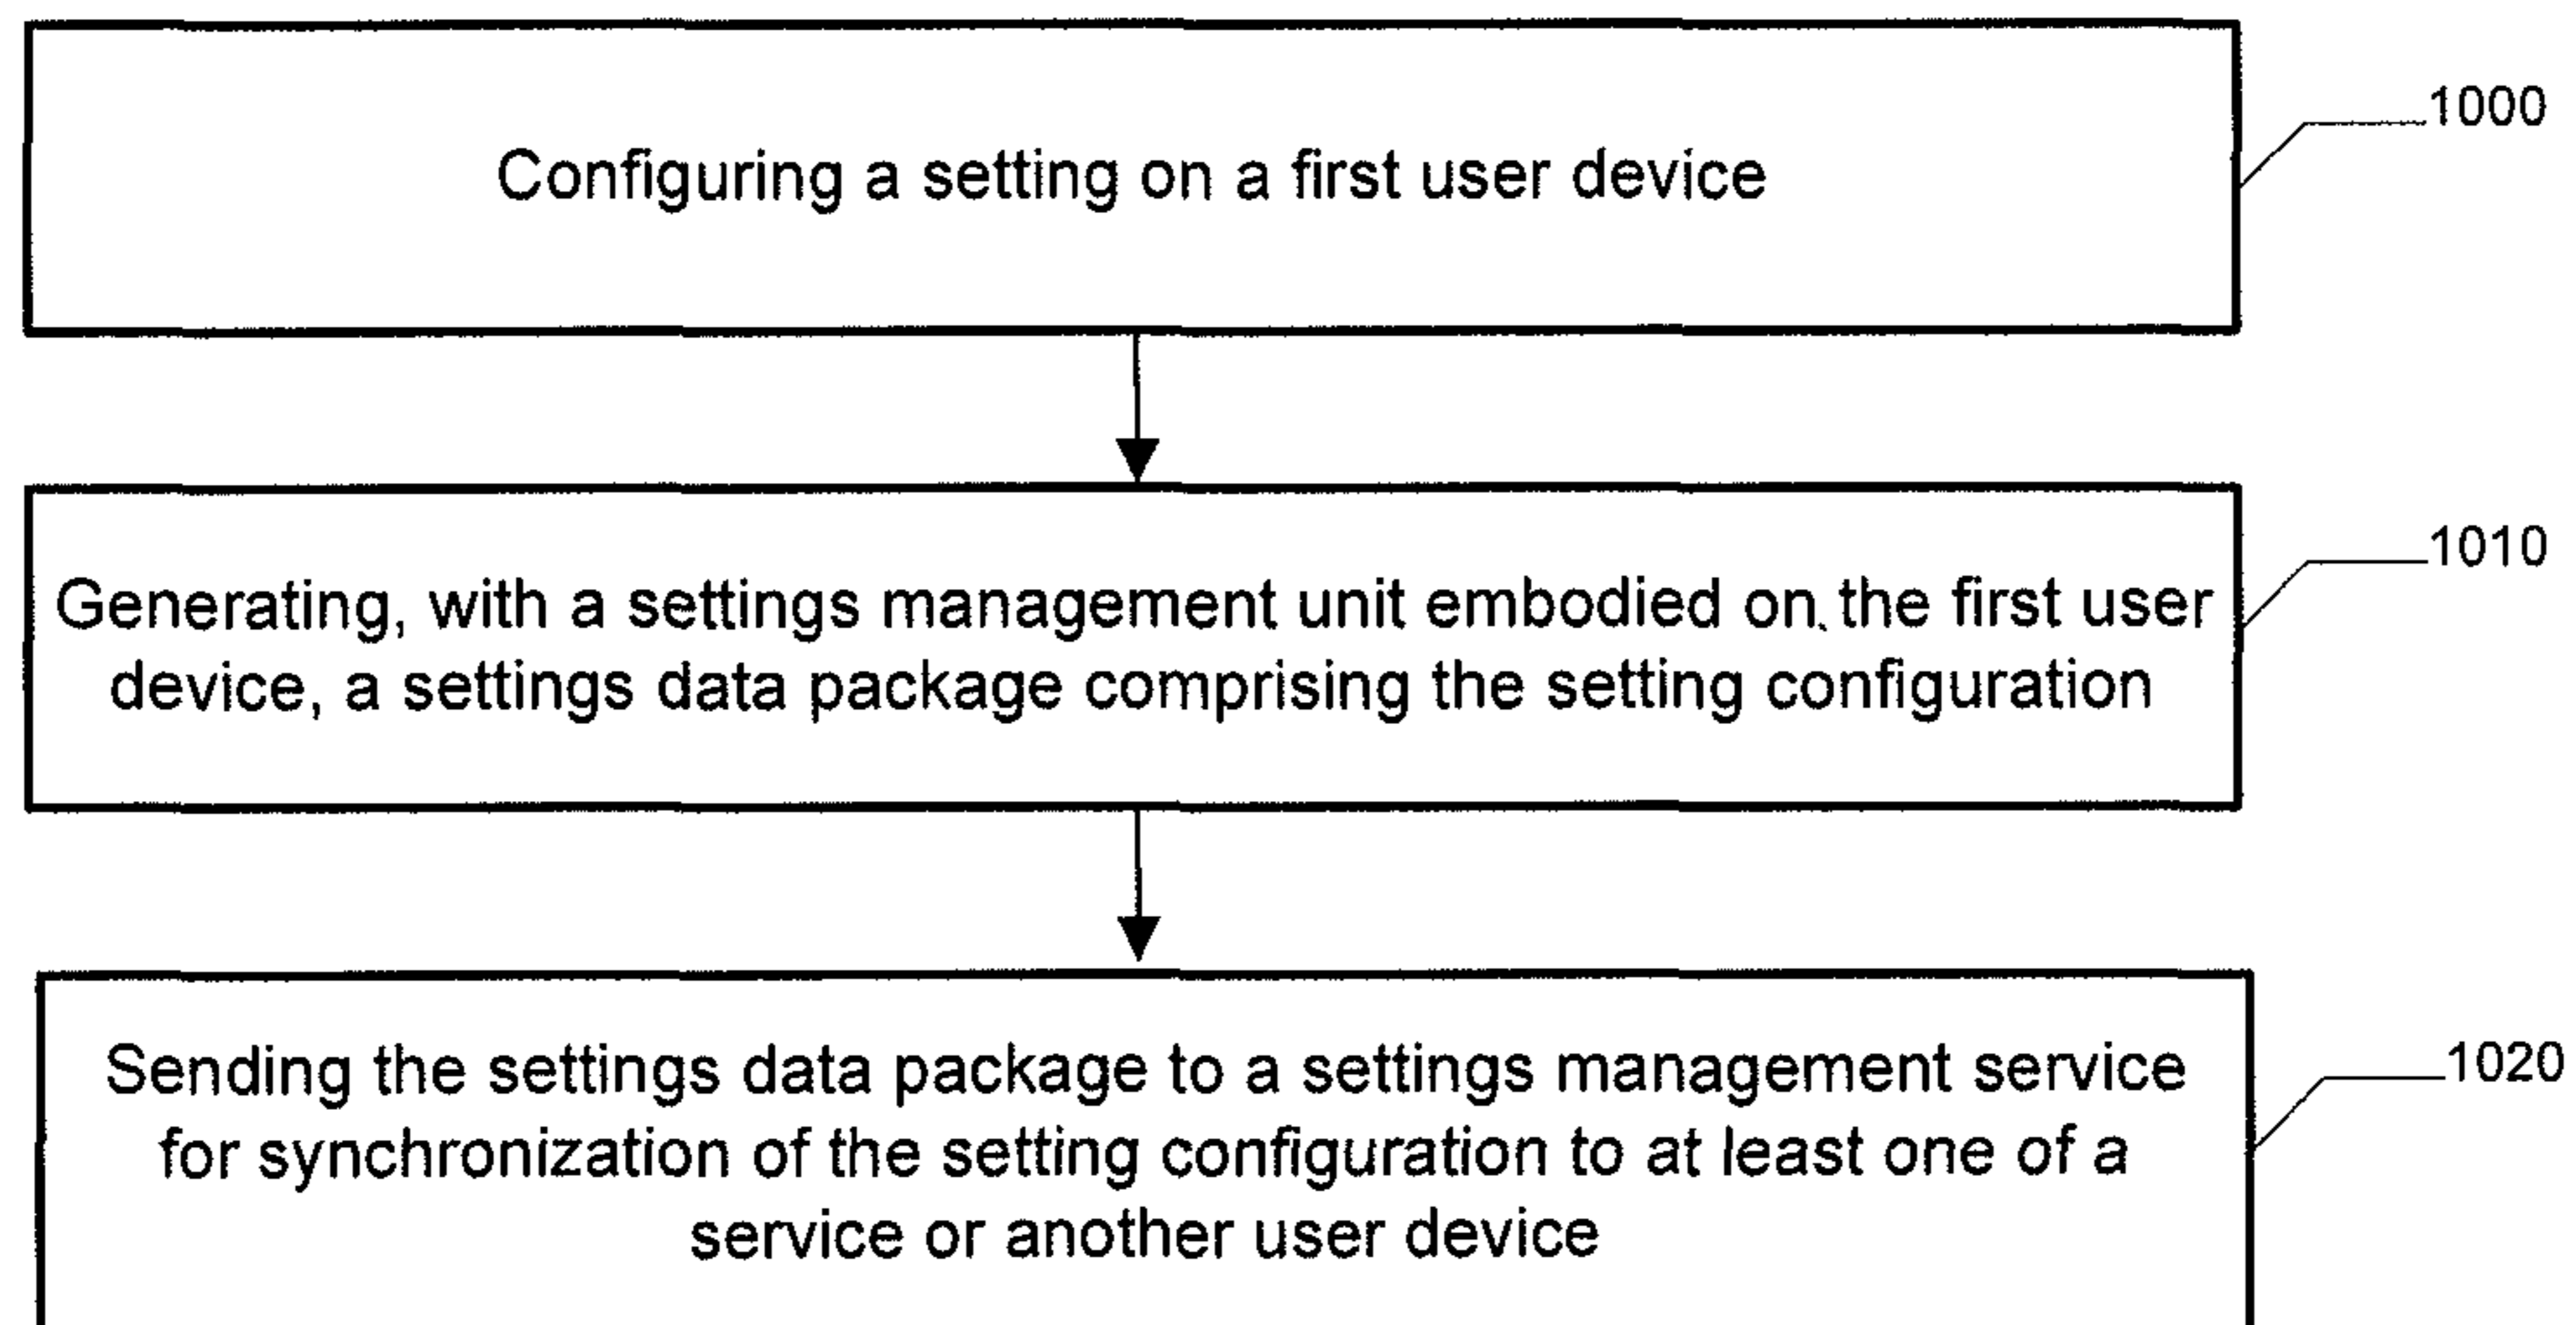 Configuring a setting on a first user device
1000
Generating, with a settings management unit embodied on the first user
device, a settings data package comprising the setting configuration
1010
Sending the settings data package to a settings management service
for synchronization of the setting configuration to at least one of a
service or another user device
1020